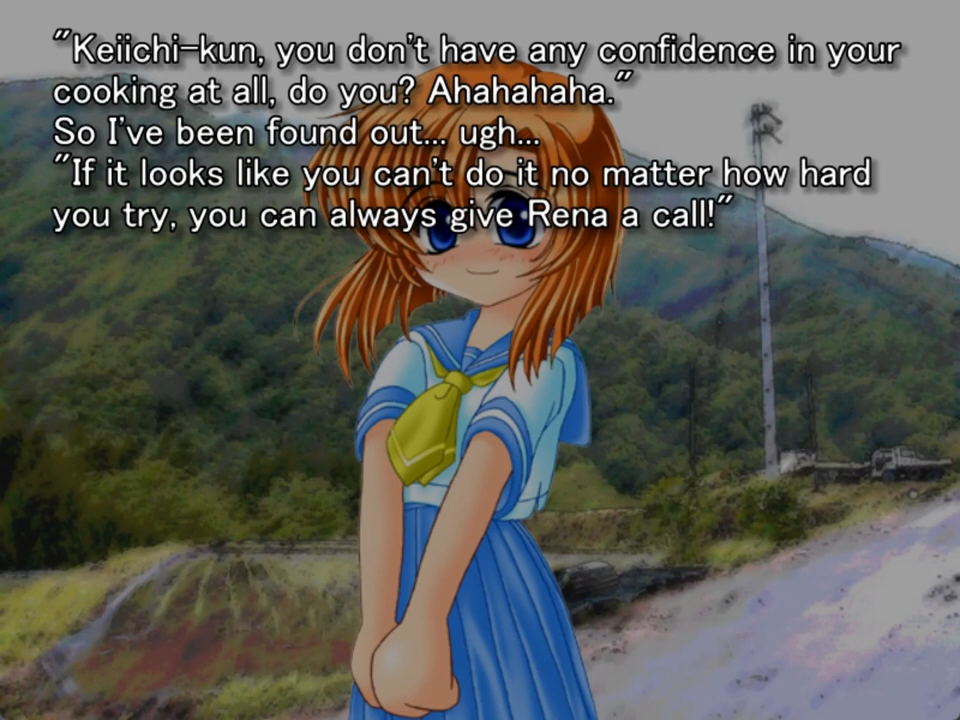 "Keiichi-kun, you don't have any confidence in your
cooking at all, do you? Ahahahaha."
So I've been found out... ugh...
"If it looks like you can't do it no matter how hard
you try, you can always give Rena a call!"